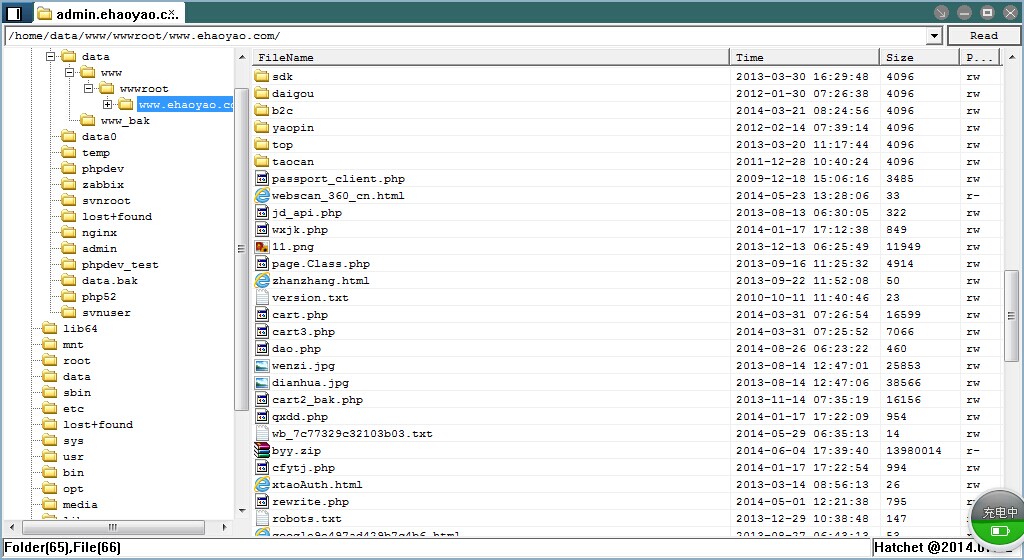 admin.ehaoyao.c...
/home/data/www/wwwroot/www.ehaoyao.com/
Read
data
www
wwwroot
www.ehaoyao.co
www_bak
data0
temp
phpdev
zabbix
svnroot
lost+found
nginx
admin
phpdev_test
data.bak
php52
svnuser
lib64
mnt
root
data
sbin
etc
lost+found
sys
usr
bin
opt
media
FileName Time Size P...
sdk 2013-03-30 16:29:48 4096 rw
daigou 2012-01-30 07:26:38 4096 rw
b2c 2014-03-21 08:24:56 4096 rw
yaopin 2012-02-14 07:39:14 4096 rw
top 2013-03-20 11:17:44 4096 rw
taocan 2011-12-28 10:40:24 4096 rw
passport_client.php 2009-12-18 15:06:16 3485 rw
webscan_360_cn.html 2014-05-23 13:28:06 33 r-
jd_api.php 2013-08-13 06:30:05 322 rw
wxjk.php 2014-01-17 17:12:38 849 rw
11.png 2013-12-13 06:25:49 11949 rw
page.Class.php 2013-09-16 11:25:32 4914 rw
zhanzhang.html 2013-09-22 11:52:08 50 rw
version.txt 2010-10-11 11:40:46 23 rw
cart.php 2014-03-31 07:26:54 16599 rw
cart3.php 2014-03-31 07:25:52 7066 rw
dao.php 2014-08-26 06:23:22 460 rw
wenzi.jpg 2013-08-14 12:47:01 25853 rw
dianhua.jpg 2013-08-14 12:47:06 38566 rw
cart2_bak.php 2013-11-14 07:35:19 16156 rw
qxdd.php 2014-01-17 17:22:09 954 rw
wb_7c77329c32103b03.txt 2014-05-29 06:35:13 14 rw
byy.zip 2014-06-04 17:39:40 13980014 r-
cfytj.php 2014-01-17 17:22:54 994 rw
xtaoAuth.html 2013-03-14 08:56:13 26 rw
rewrite.php 2014-05-01 12:21:38 795 rw
robots.txt 2013-12-29 10:38:48 147
2013-08-27 06:30:32 53
充电中
Folder(65),File(66)
Hatchet @2014.0